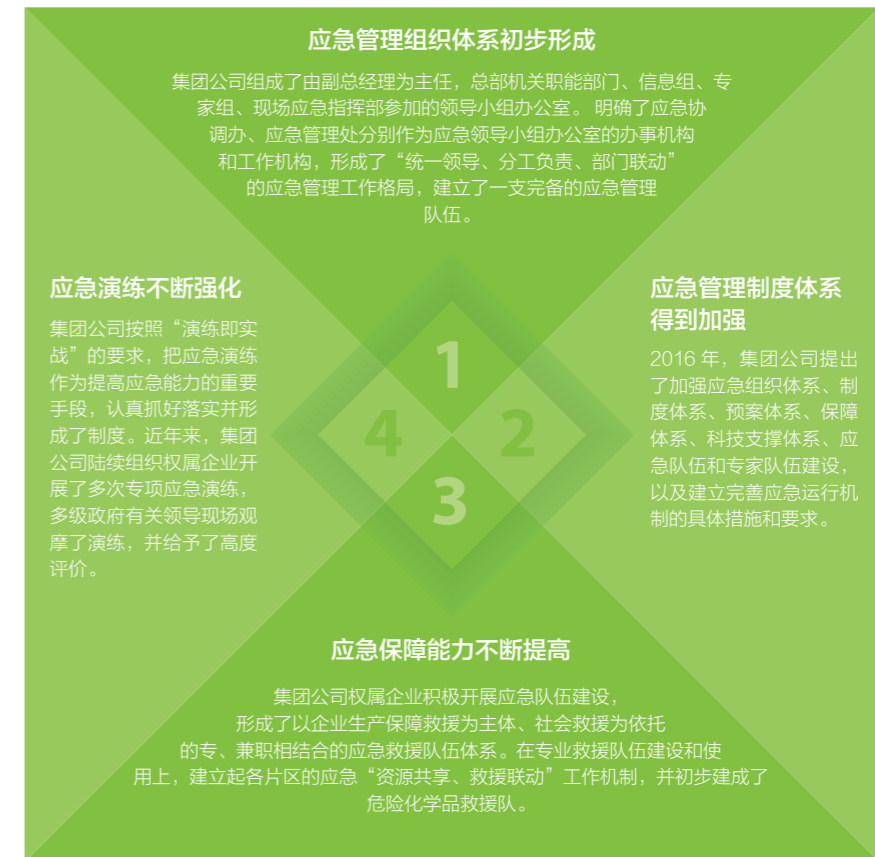 应急管理组织体系初步形成
集团公司组成了由副总经理为主任，总部机关职能部门、信息组、专
家组、现场应急指挥部参加的领导小组办公室。 明确了应急协
调办、应急管理处分别作为应急领导小组办公室的办事机构
和工作机构，形成了“统一领导、分工负责、部门联动”
的应急管理工作格局，建立了一支完备的应急管理
队伍。
1
应急管理制度体系
得到加强
2016 年，集团公司提出
了加强应急组织体系、制
度体系、预案体系、保障
体系、科技支撑体系、应
急队伍和专家队伍建设，
以及建立完善应急运行机
制的具体措施和要求。
2
3
应急保障能力不断提高
集团公司权属企业积极开展应急队伍建设，
形成了以企业生产保障救援为主体、社会救援为依托
的专、兼职相结合的应急救援队伍体系。在专业救援队伍建设和使
用上，建立起各片区的应急“资源共享、救援联动”工作机制，并初步建成了
危险化学品救援队。
4
应急演练不断强化
集团公司按照“演练即实
战”的要求，把应急演练
作为提高应急能力的重要
手段，认真抓好落实并形
成了制度。近年来，集团
公司陆续组织权属企业开
展了多次专项应急演练，
多级政府有关领导现场观
摩了演练，并给予了高度
评价。